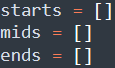 starts = []
mids = []
ends = []